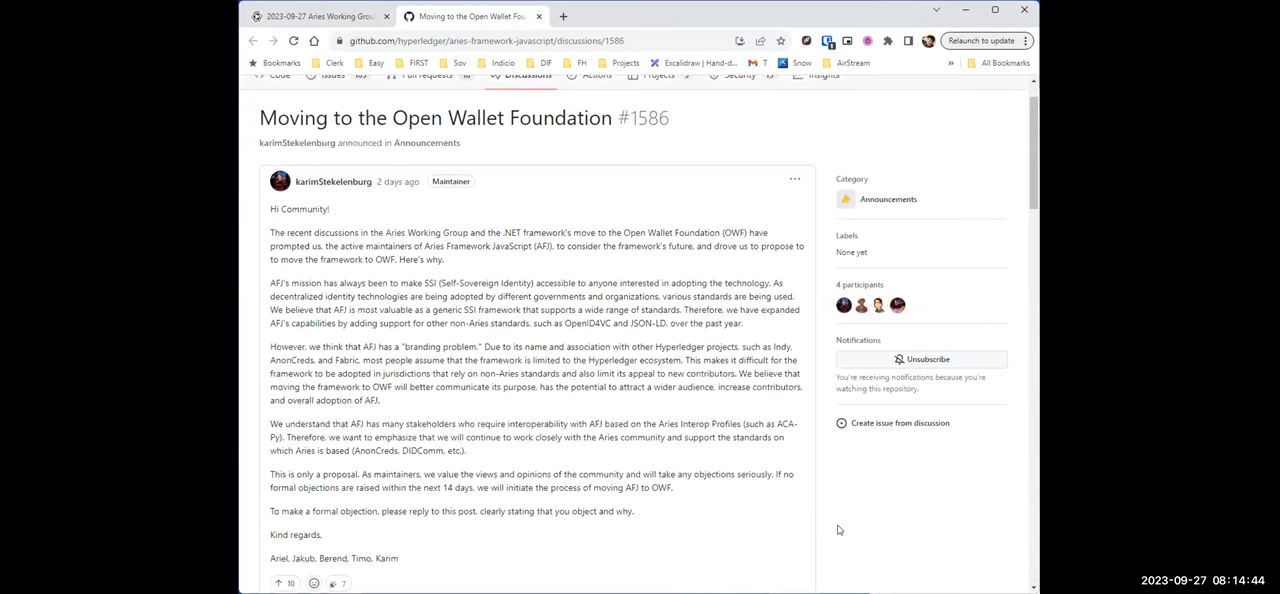 2023-09-27 Aries Working Grou
Moving to the Open Wallet Fou
github.com/hyperledger/aries-framework-javascript/discussions/1586
Relaunch to update
Bookmarks Clerk Easy FIRST Sov Indicio DIF FH Projects Excalidraw | Hand-d... T Snow AirStream » All Bookmarks
Code Issues Pull requests Discussions Actions Projects Security Insights
Moving to the Open Wallet Foundation #1586
karimStekelenburg announced in Announcements
karimStekelenburg 2 days ago Maintainer ...
Hi Community!
The recent discussions in the Aries Working Group and the .NET framework's move to the Open Wallet Foundation (OWF) have
prompted us, the active maintainers of Aries Framework JavaScript (AFJ), to consider the framework's future, and drove us to propose to
to move the framework to OWF. Here's why.
AFJ's mission has always been to make SSI (Self-Sovereign Identity) accessible to anyone interested in adopting the technology. As
decentralized identity technologies are being adopted by different governments and organizations, various standards are being used.
We believe that AFJ is most valuable as a generic SSI framework that supports a wide range of standards. Therefore, we have expanded
AFJ's capabilities by adding support for other non-Aries standards, such as OpenID4VC and JSON-LD, over the past year.
However, we think that AFJ has a "branding problem." Due to its name and association with other Hyperledger projects, such as Indy,
AnonCreds, and Fabric, most people assume that the framework is limited to the Hyperledger ecosystem. This makes it difficult for the
framework to be adopted in jurisdictions that rely on non-Aries standards and also limit its appeal to new contributors. We believe that
moving the framework to OWF will better communicate its purpose, has the potential to attract a wider audience, increase contributors,
and overall adoption of AFJ.
We understand that AFJ has many stakeholders who require interoperability with AFJ based on the Aries Interop Profiles (such as ACA-
Py). Therefore, we want to emphasize that we will continue to work closely with the Aries community and support the standards on
which Aries is based (AnonCreds, DIDComm, etc.).
This is only a proposal. As maintainers, we value the views and opinions of the community and will take any objections seriously. If no
formal objections are raised within the next 14 days, we will initiate the process of moving AFJ to OWF.
To make a formal objection, please reply to this post, clearly stating that you object and why.
Kind regards,
Ariel, Jakub, Berend, Timo, Karim
10 7
Category
Announcements
Labels
None yet
4 participants
Notifications
Unsubscribe
You're receiving notifications because you're
watching this repository.
Create issue from discussion
2023-09-27 08:14:44